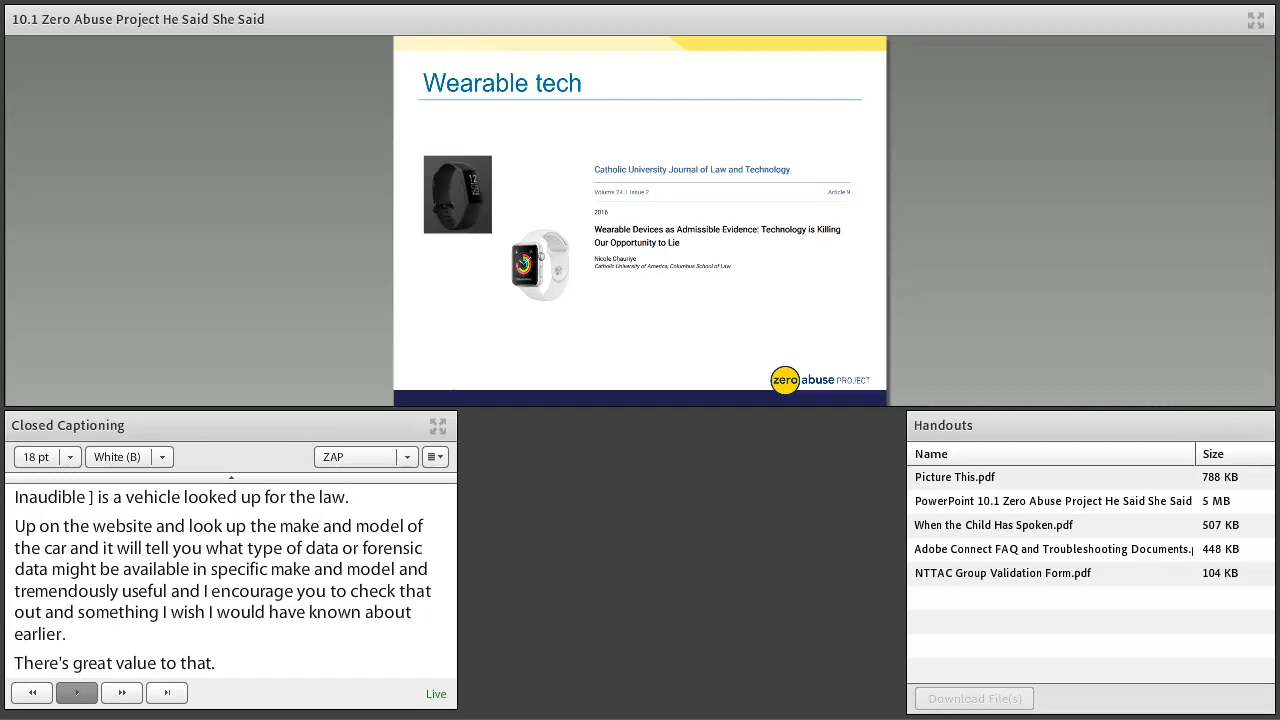 10.1 Zero Abuse Project He Said She Said
Wearable tech
Catholic University Journal of Law and Technology
Volume 24 | Issue 2 Article 9
2016
Wearable Devices as Admissible Evidence: Technology is Killing
Our Opportunity to Lie
Nicole Chauriye
Catholic University of America, Columbus School of Law
zero abuse PROJECT
Closed Captioning
18 pt White (B) ZAP
Inaudible ] is a vehicle looked up for the law.
Up on the website and look up the make and model of
the car and it will tell you what type of data or forensic
data might be available in specific make and model and
tremendously useful and I encourage you to check that
out and something I wish I would have known about
earlier.
There's great value to that.
Live
Handouts
Name Size
Picture This.pdf 788 KB
PowerPoint 10.1 Zero Abuse Project He Said She Said 5 MB
When the Child Has Spoken.pdf 507 KB
Adobe Connect FAQ and Troubleshooting Documents.p 448 KB
NTTAC Group Validation Form.pdf 104 KB
Download File(s)